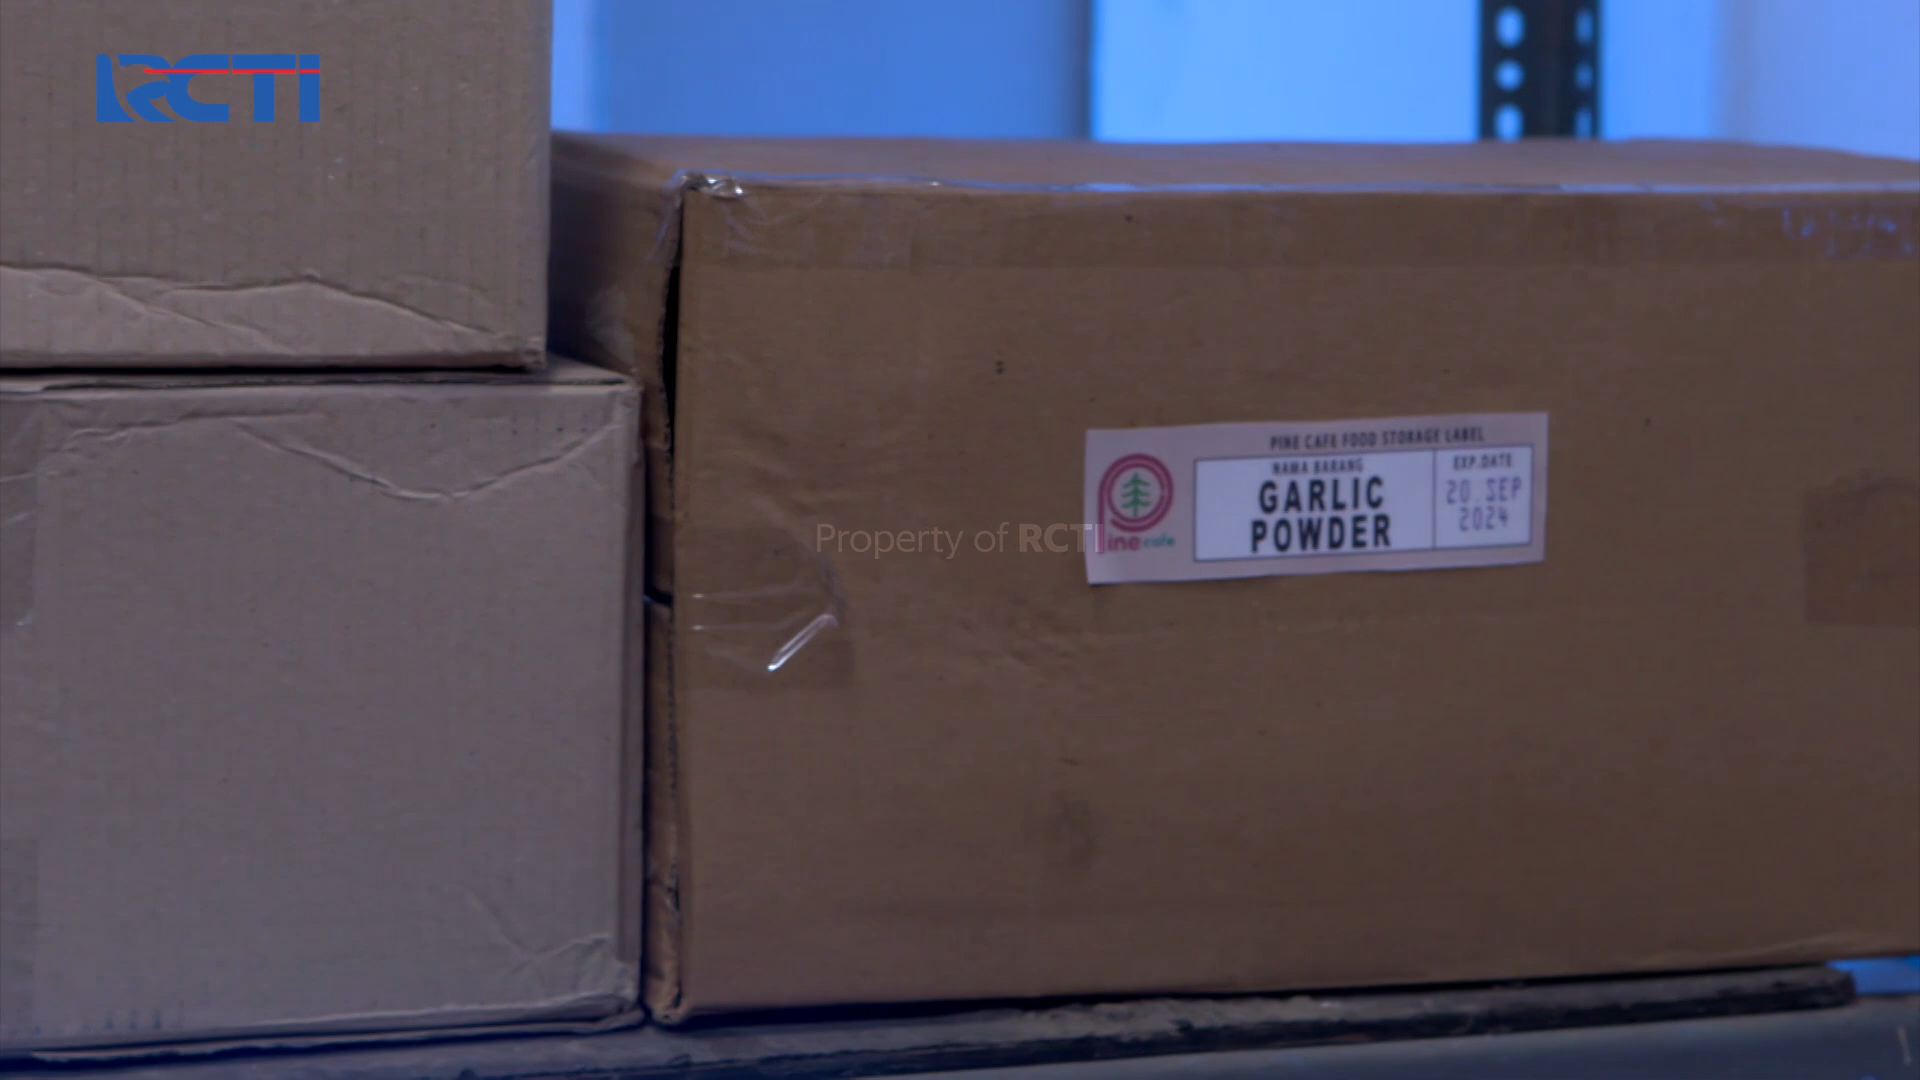 RCTI
PINE CAFE FOOD STORAGE LABEL
NAMA BARANG
EXP.DATE
GARLIC
POWDER
20.SEP
2024
Pine cafe
Property of RCTI